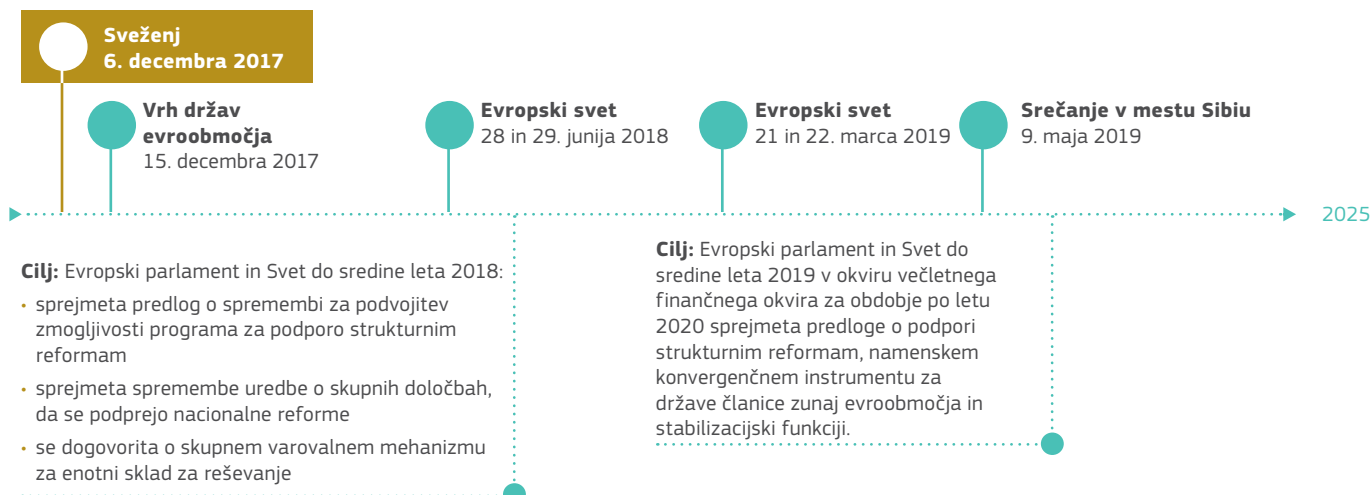 Sveženj
6. decembra 2017
Vrh držav
evroobmočja
15. decembra 2017
Evropski svet
28 in 29. junija 2018
Evropski svet
21 in 22. marca 2019
Srečanje v mestu Sibiu
9. maja 2019
2025
Cilj: Evropski parlament in Svet do sredine leta 2018:
• sprejmeta predlog o spremembi za podvojitev
zmogljivosti programa za podporo strukturnim
reformam
• sprejmeta spremembe uredbe o skupnih določbah,
da se podprejo nacionalne reforme
• se dogovorita o skupnem varovalnem mehanizmu
za enotni sklad za reševanje
Cilj: Evropski parlament in Svet do
sredine leta 2019 v okviru večletnega
finančnega okvira za obdobje po letu
2020 sprejmeta predloge o podpori
strukturnim reformam, namenskem
konvergenčnem instrumentu za
države članice zunaj evroobmočja in
stabilizacijski funkciji.